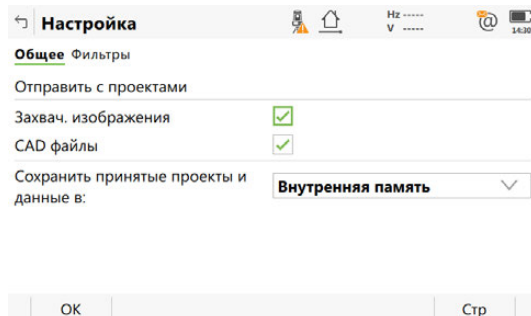 Настройка
Hz -----
V -----
14:30
Общее Фильтры
Отправить с проектами
Захвач. изображения
CAD файлы
Сохранить принятые проекты и
данные в:
Внутренняя память
OK
Стр